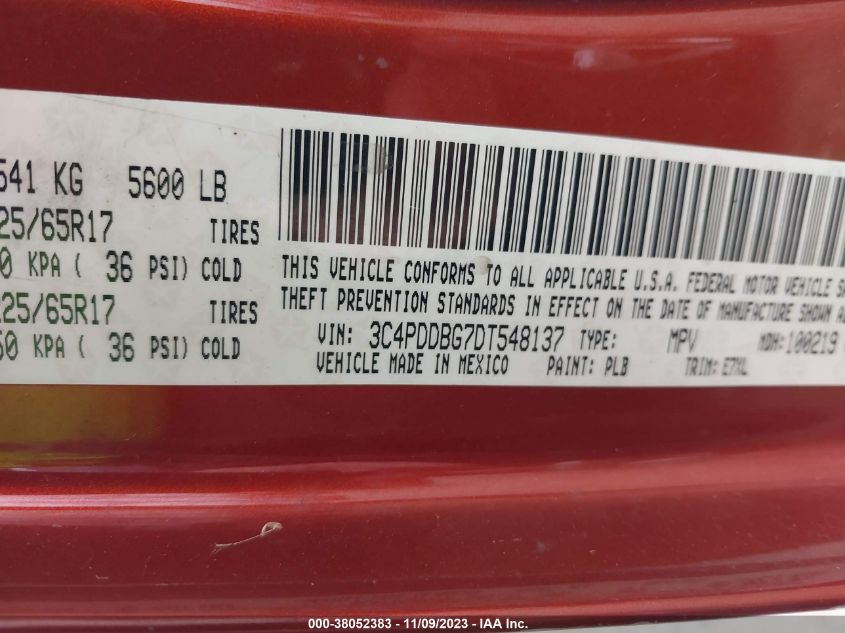 541 KG 5600 LB
25/65R17 TIRES
0 KPA ( 36 PSI) COLD
25/65R17 TIRES
50 KPA ( 36 PSI) COLD
THIS VEHICLE CONFORMS TO ALL APPLICABLE U.S.A. FEDERAL MOTOR VEHICLE SA
THEFT PREVENTION STANDARDS IN EFFECT ON THE DATE OF MANUFACTURE SHOWN A
VIN: 3C4PDDBG7DT548137 TYPE: MPV MDH:100219
VEHICLE MADE IN MEXICO PAINT: PLB TRIM: E7XL
000-38052383 - 11/09/2023 - IAA Inc.